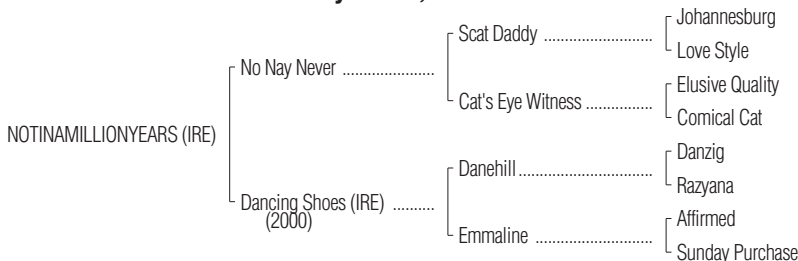 NOTINAMILLIONYEARS (IRE)
No Nay Never ......................
Scat Daddy ..........................
Johannesburg
Love Style
Cat's Eye Witness ................
Elusive Quality
Comical Cat
Dancing Shoes (IRE) ..........
(2000)
Danehill................................
Danzig
Razyana
Emmaline ............................
Affirmed
Sunday Purchase